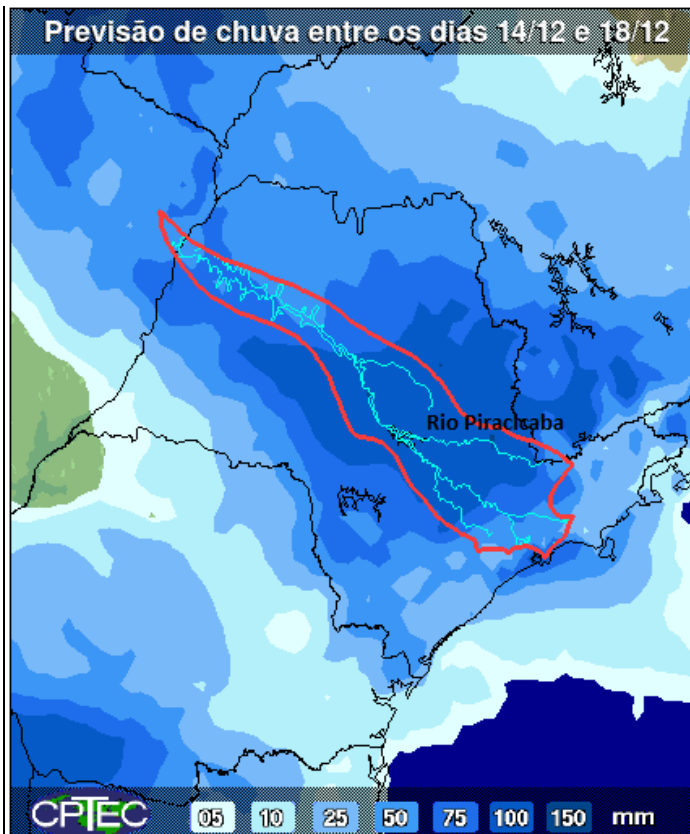 Previsão de chuva entre os dias 14/12 e 18/12
Rio Piracicaba
CPTEC 05 10 25 50 75 100 150 mm